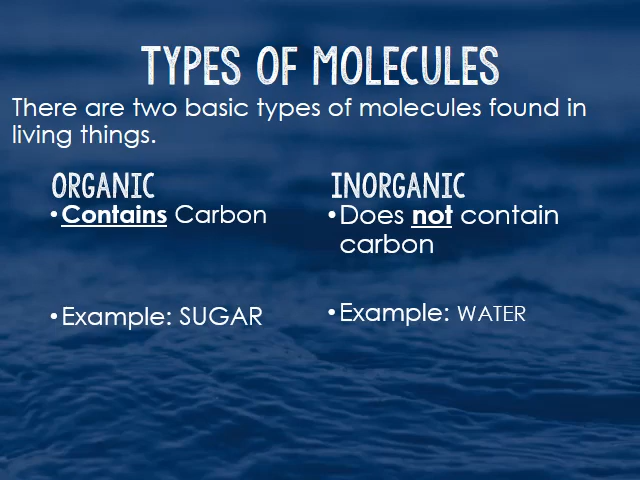 TYPES OF MOLECULES
There are two basic types of molecules found in
living things.
ORGANIC
•Contains Carbon
•Example: SUGAR
INORGANIC
•Does not contain
carbon
•Example: WATER